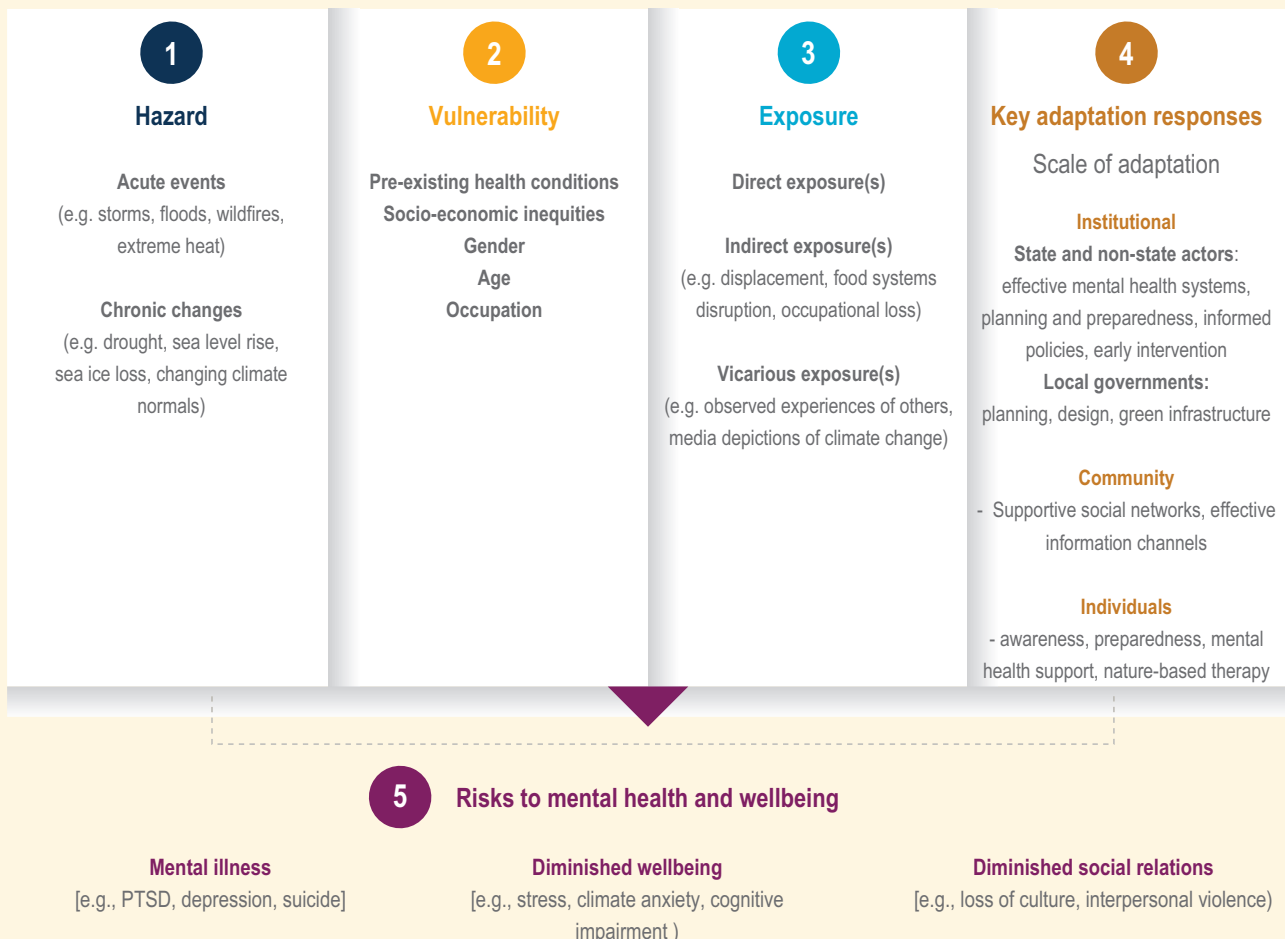 1
Hazard
Acute events
(e.g. storms, floods, wildfires,
extreme heat)
Chronic changes
(e.g. drought, sea level rise,
sea ice loss, changing climate
normals)
2
Vulnerability
Pre-existing health conditions
Socio-economic inequities
Gender
Age
Occupation
3
Exposure
Direct exposure(s)
Indirect exposure(s)
(e.g. displacement, food systems
disruption, occupational loss)
Vicarious exposure(s)
(e.g. observed experiences of others,
media depictions of climate change)
4
Key adaptation responses
Scale of adaptation
Institutional
State and non-state actors:
effective mental health systems,
planning and preparedness, informed
policies, early intervention
Local governments:
planning, design, green infrastructure
Community
- Supportive social networks, effective
information channels
Individuals
- awareness, preparedness, mental
health support, nature-based therapy
5 Risks to mental health and wellbeing
Mental illness
[e.g., PTSD, depression, suicide]
Diminished wellbeing
[e.g., stress, climate anxiety, cognitive
impairment )
Diminished social relations
[e.g., loss of culture, interpersonal violence)